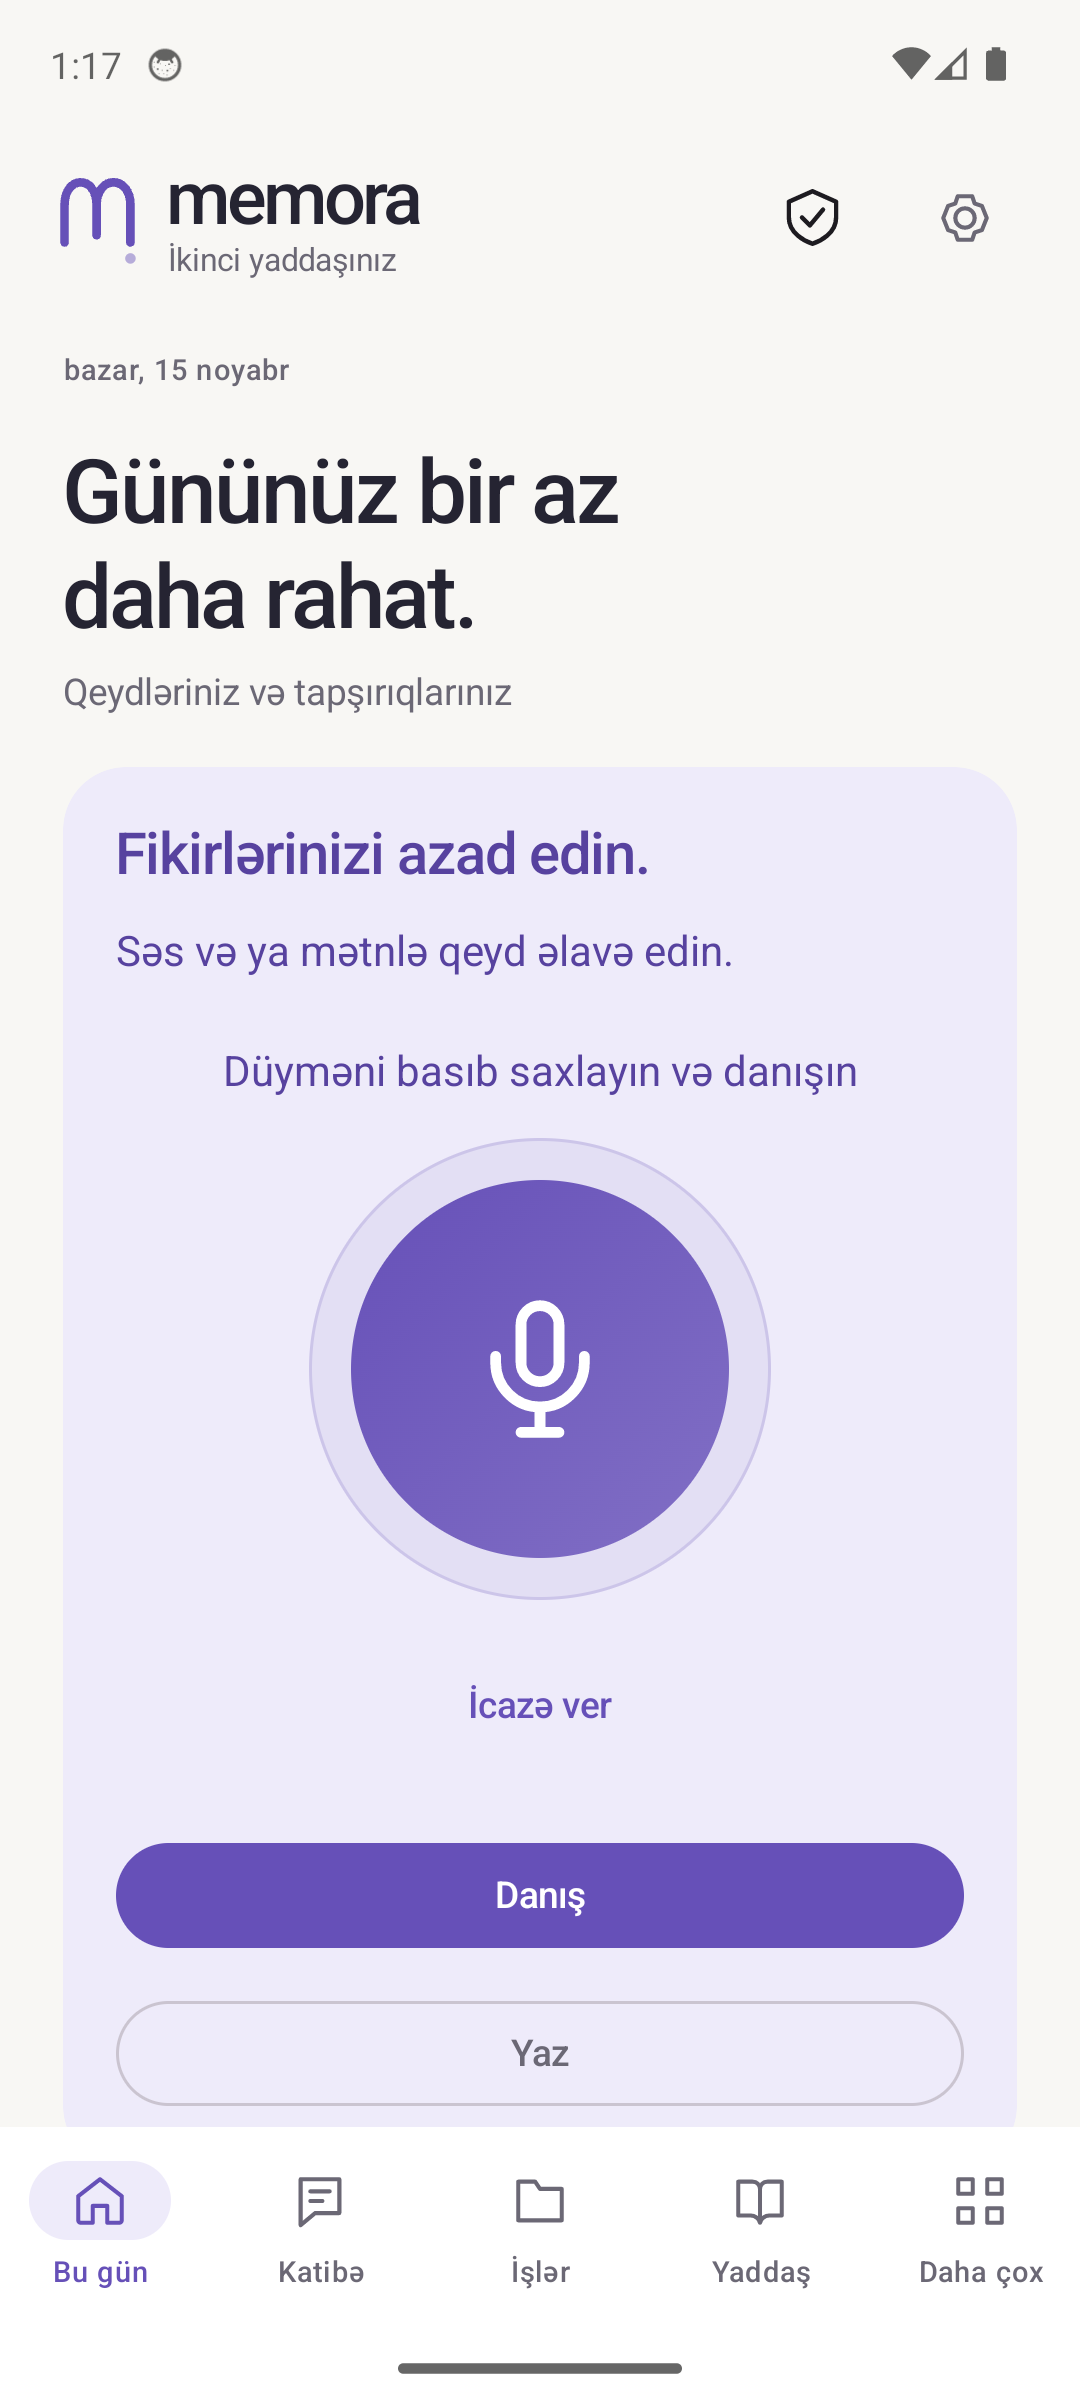 1:17
memora
İkinci yaddaşınız
bazar, 15 noyabr
Gününüz bir az
daha rahat.
Qeydləriniz və tapşırıqlarınız
Fikirlərinizi azad edin.
Səs və ya mətnlə qeyd əlavə edin.
Düyməni basıb saxlayın və danışın
İcazə ver
Danış
Yaz
Bu gün
Katibə
İşlər
Yaddaş
Daha çox